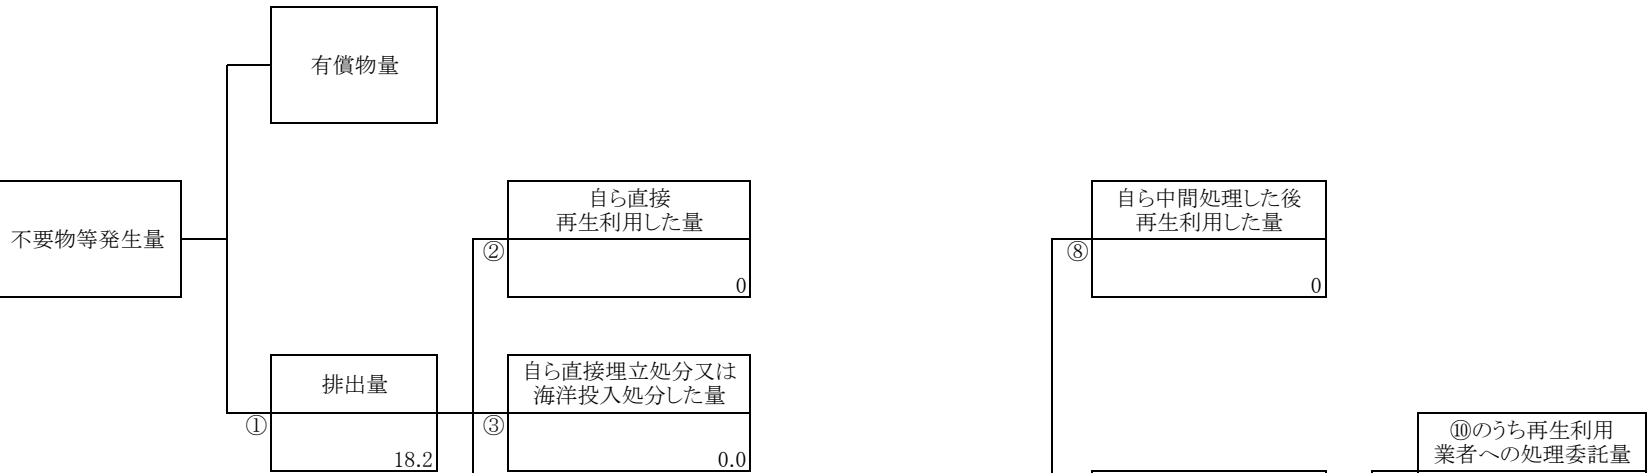 有償物量
不要物等発生量
自ら直接
再生利用した量
②
0
自ら中間処理した後
再生利用した量
⑧
0
排出量
①
18.2
自ら直接埋立処分又は
海洋投入処分した量
③
0.0
⑩のうち再生利用
業者への処理委託量